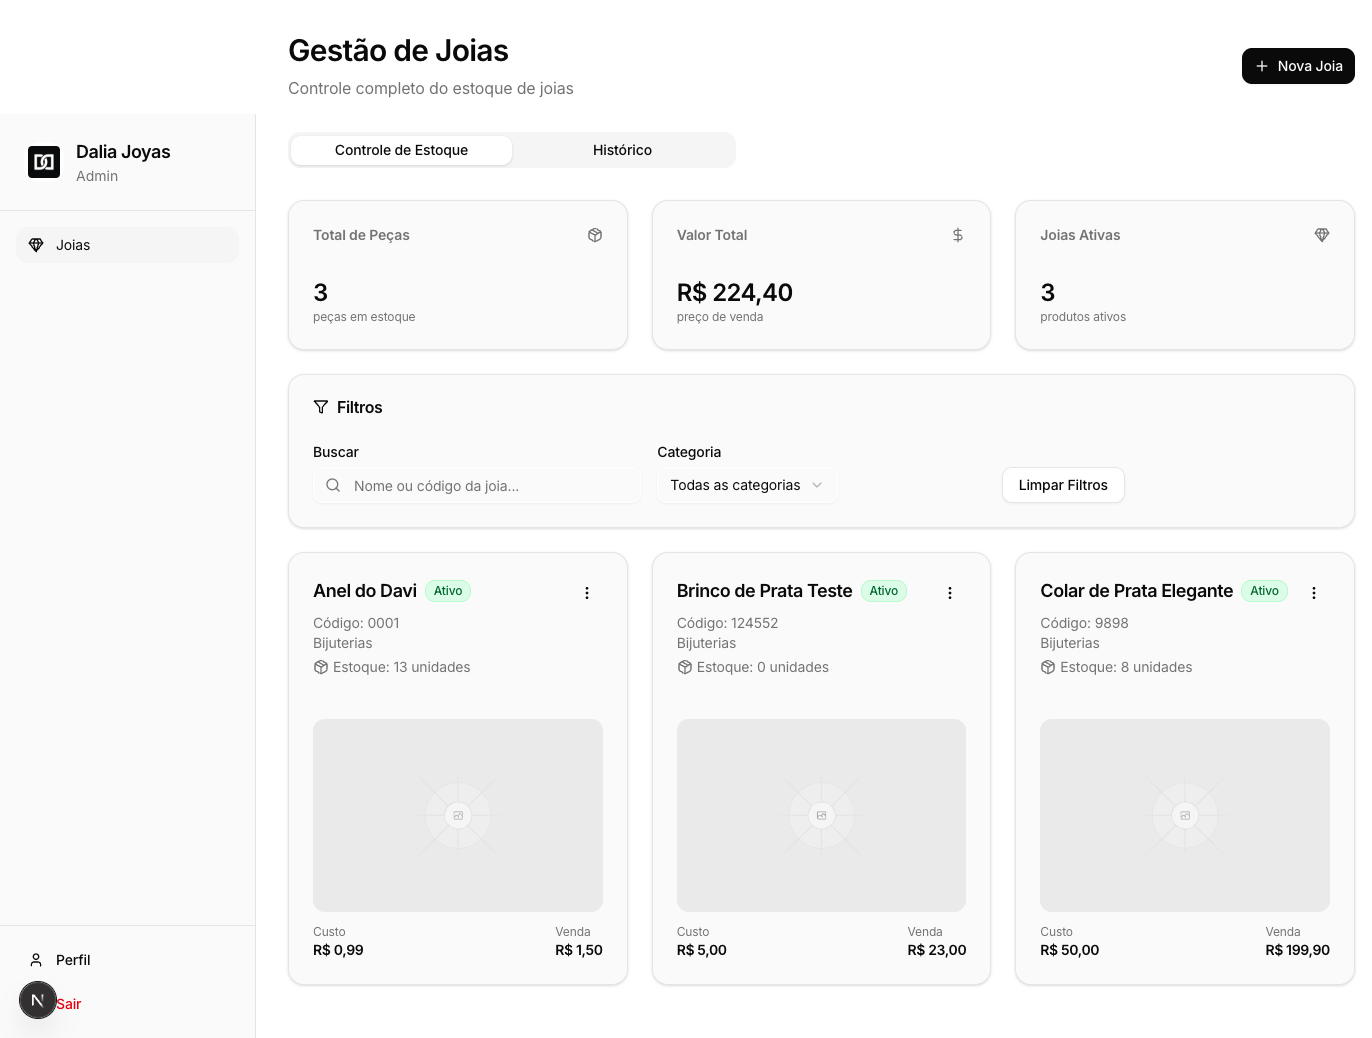 Gestão de Joias
Controle completo do estoque de joias
Nova Joia
Dalia Joyas
Admin
Joias
Perfil
Sair
N
Controle de Estoque
Histórico
Total de Peças
3
peças em estoque
Valor Total
R$ 224,40
preço de venda
Joias Ativas
3
produtos ativos
Filtros
Buscar
Nome ou código da joia...
Categoria
Todas as categorias
Limpar Filtros
Anel do Davi Ativo
Código: 0001
Bijuterias
Estoque: 13 unidades
Custo
R$ 0,99
Venda
R$ 1,50
Brinco de Prata Teste Ativo
Código: 124552
Bijuterias
Estoque: 0 unidades
Custo
R$ 5,00
Venda
R$ 23,00
Colar de Prata Elegante Ativo
Código: 9898
Bijuterias
Estoque: 8 unidades
Custo
R$ 50,00
Venda
R$ 199,90